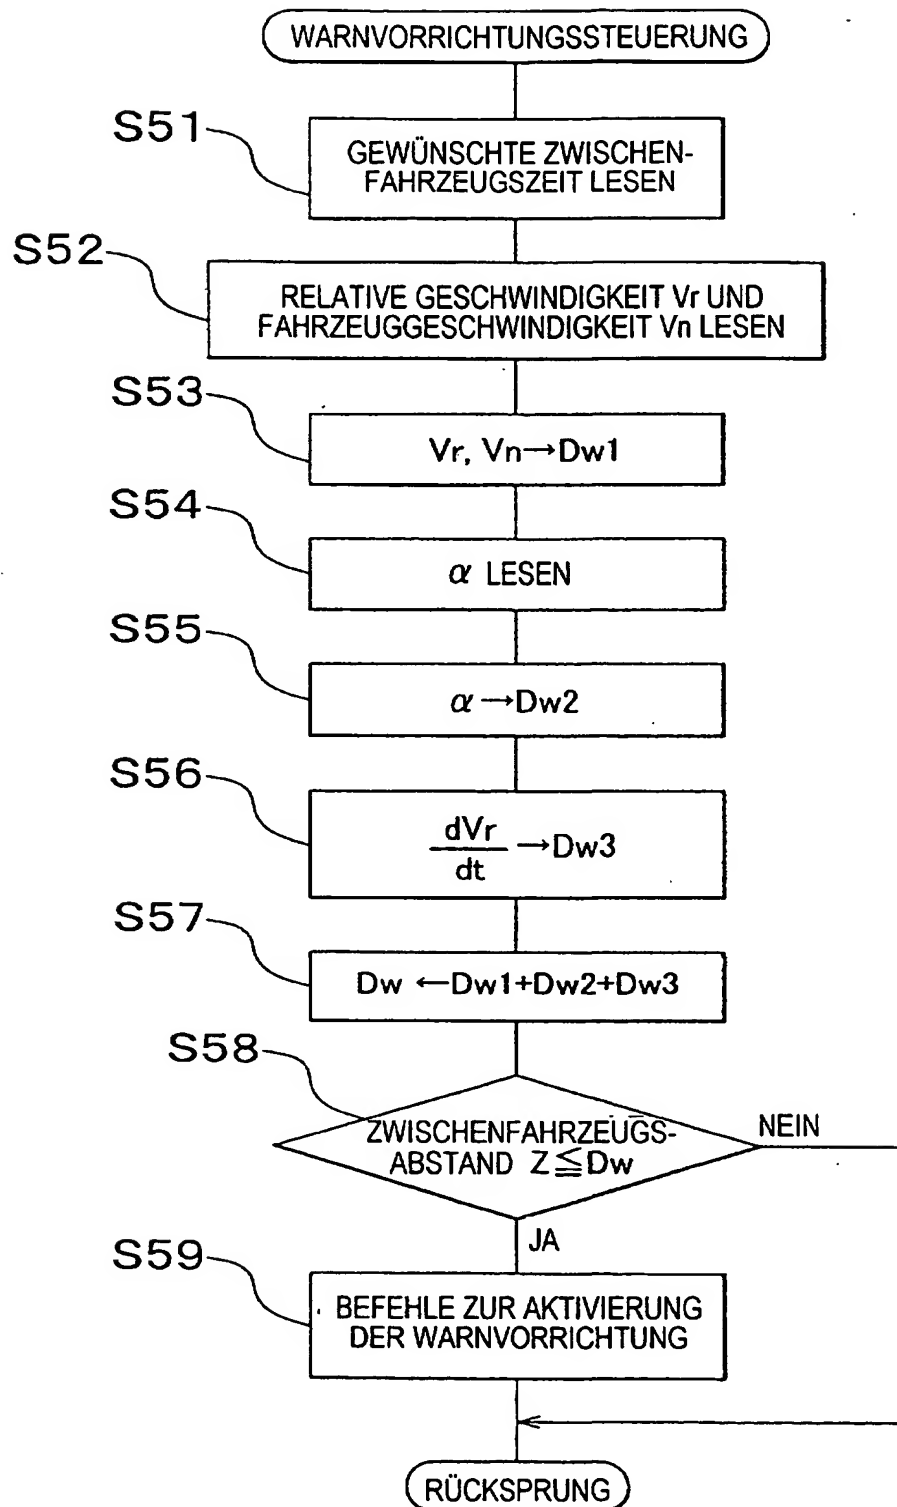 WARNVORRICHTUNGSSTEUERUNG
S51
GEWÜNSCHTE ZWISCHEN-
FAHRZEUGSZEIT LESEN
S52
RELATIVE GESCHWINDIGKEIT Vr UND
FAHRZEUGGESCHWINDIGKEIT Vn LESEN
S53
Vr, Vn→Dw1
S54
α LESEN
S55
α→Dw2
S56
dVr
dt
→Dw3
S57
Dw ←Dw1+Dw2+Dw3
S58
ZWISCHENFAHRZEUGS-
ABSTAND Z≦Dw
NEIN
JA
S59
BEFEHLE ZUR AKTIVIERUNG
DER WARNVORRICHTUNG
RÜCKSPRUNG